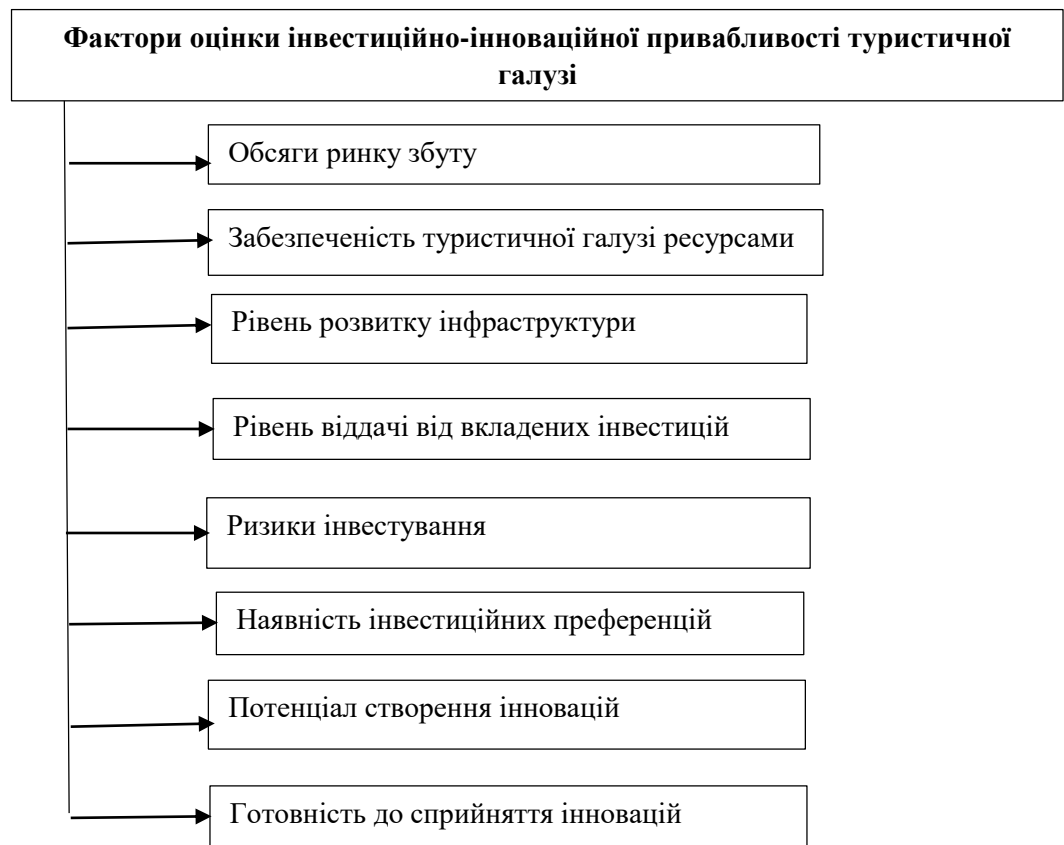 Фактори оцінки інвестиційно-інноваційної привабливості туристичної
галузі
Обсяги ринку збуту
Забезпеченість туристичної галузі ресурсами
Рівень розвитку інфраструктури
Рівень віддачі від вкладених інвестицій
Ризики інвестування
Наявність інвестиційних преференцій
Потенціал створення інновацій
Готовність до сприйняття інновацій